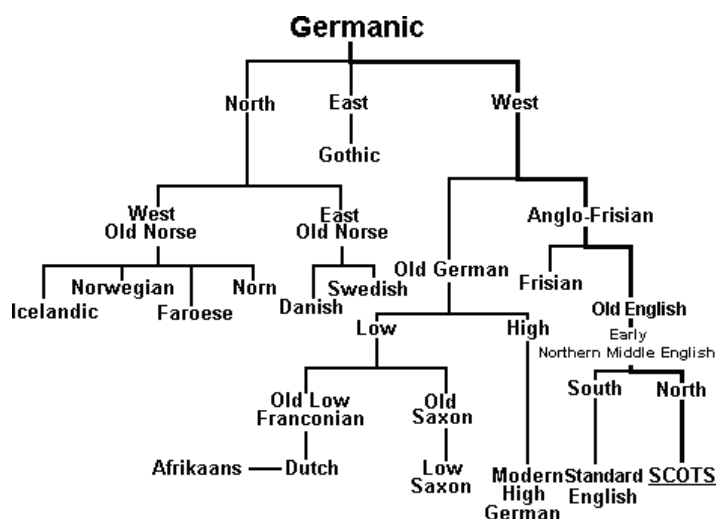 Germanic
North
East
West
Gothic
West
Old Norse
East
Old Norse
Anglo-Frisian
Icelandic
Norwegian
Faroese
Norn
Danish
Swedish
Old German
Frisian
Old English
Early
Northern Middle English
Low
High
South
North
Old Low
Franconian
Old
Saxon
Afrikaans
Dutch
Low
Saxon
Modern
High
German
Standard
English
SCOTS